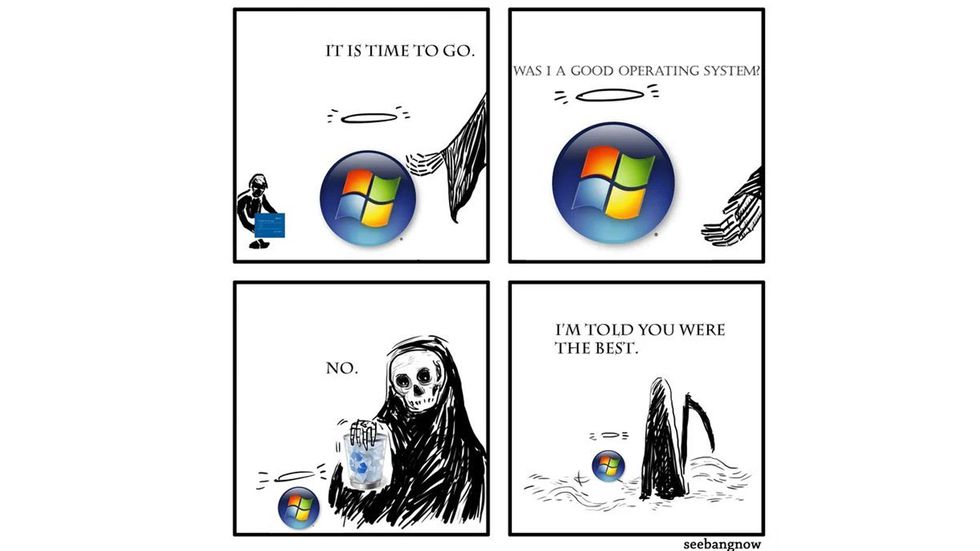 IT IS TIME TO GO.
WAS I A GOOD OPERATING SYSTEM?
NO.
I'M TOLD YOU WERE
THE BEST.
seebangnow